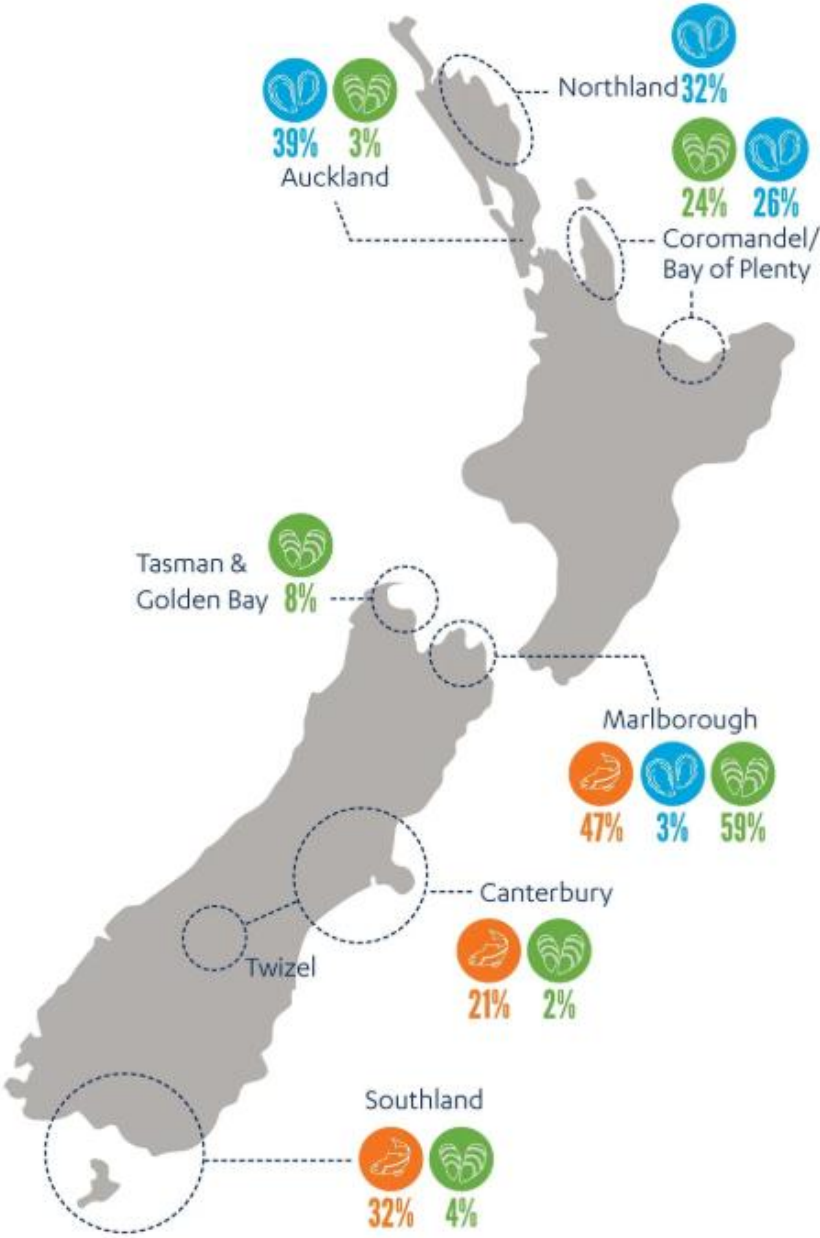 Northland 32%
39% 3%
Auckland
24% 26%
Coromandel/
Bay of Plenty
Tasman &
Golden Bay 8%
Marlborough
47% 3% 59%
Canterbury
Twizel
21% 2%
Southland
32% 4%